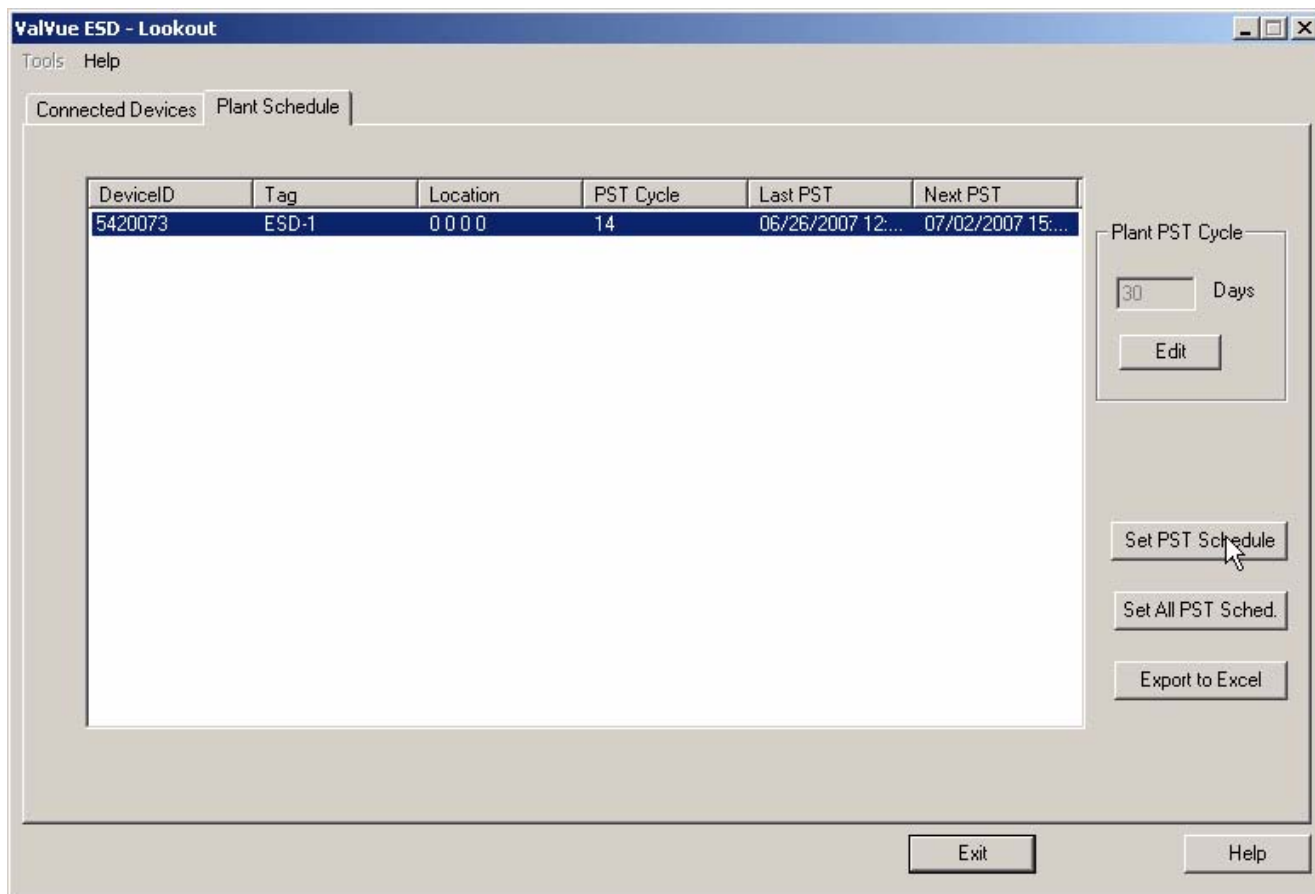 ValVue ESD - Lookout
Tools Help
Connected Devices Plant Schedule
DeviceID Tag Location PST Cycle Last PST Next PST
5420073 ESD-1 0 0 0 0 14 06/26/2007 12:... 07/02/2007 15:...
Plant PST Cycle
30 Days
Edit
Set PST Schedule
Set All PST Sched.
Export to Excel
Exit Help